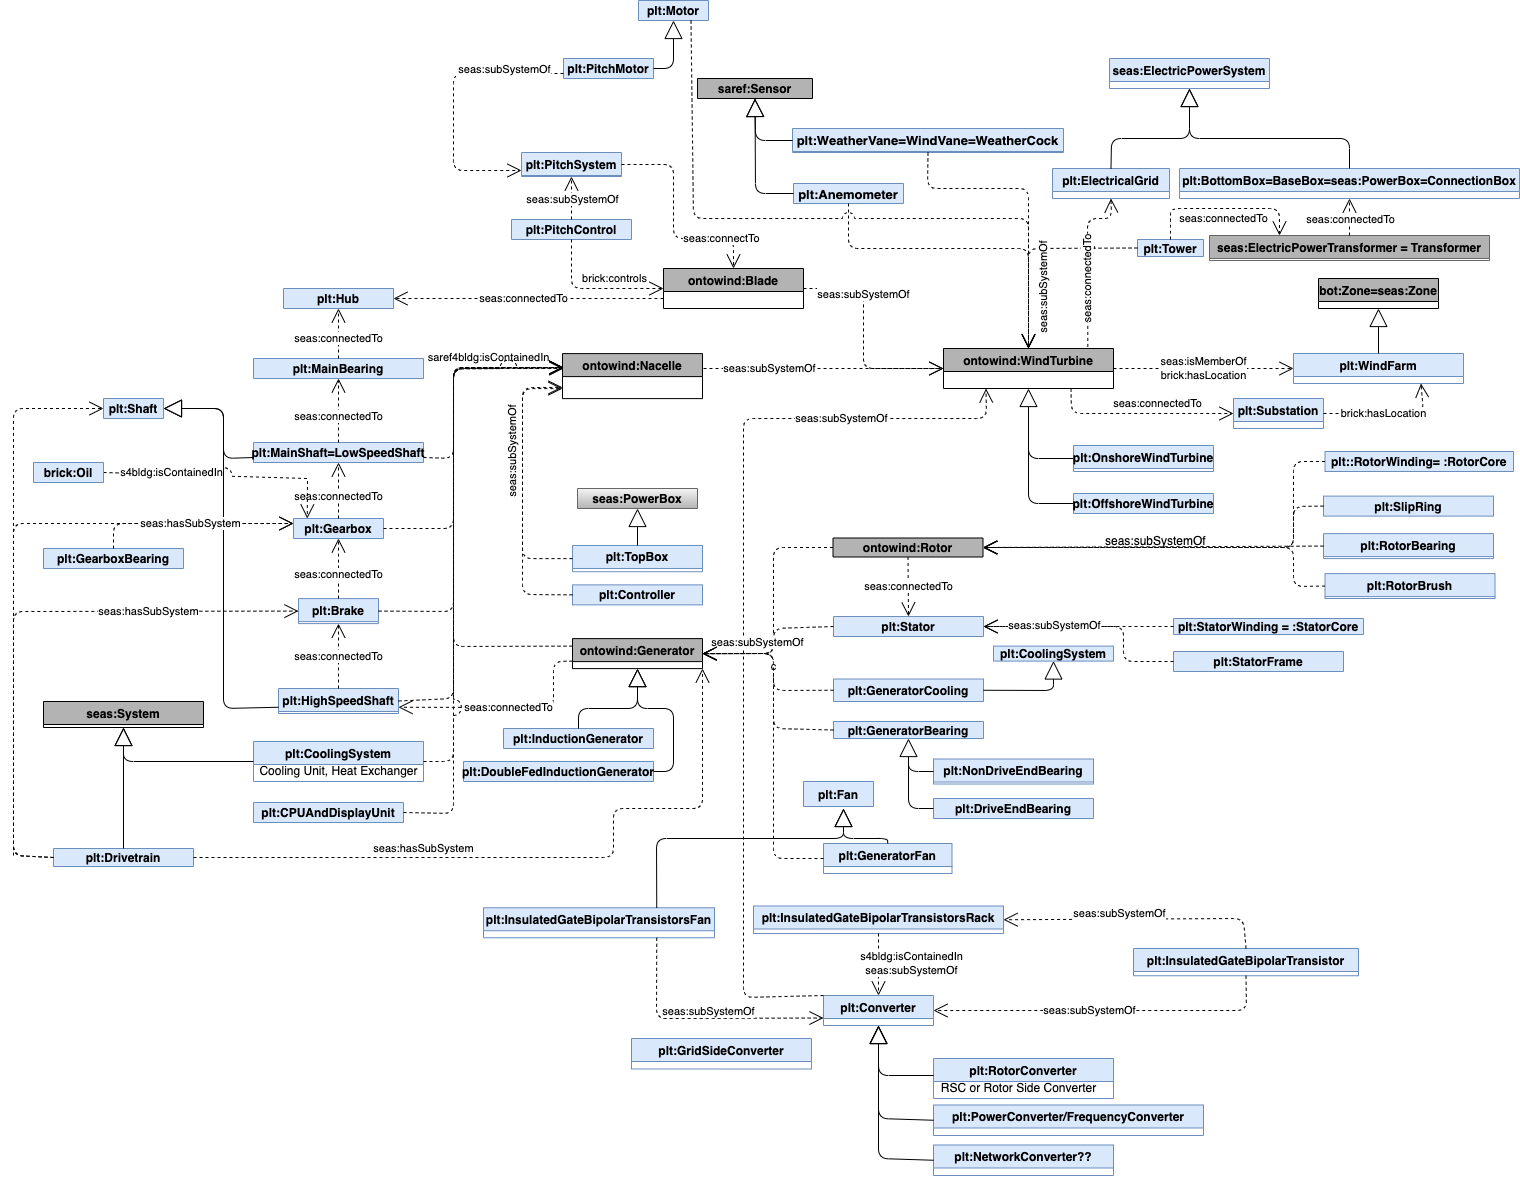 plt:Motor
seas:subSystemOf
plt:PitchMotor
seas:ElectricPowerSystem
saref:Sensor
plt:WeatherVane=WindVane=WeatherCock
plt:PitchSystem
plt:ElectricalGrid
plt:BottomBox=BaseBox=seas:PowerBox=ConnectionBox
plt:Anemometer
seas:subSystemOf
seas:connectedTo
seas:connectedTo
plt:PitchControl
seas:connectTo
plt:Tower
seas:ElectricPowerTransformer = Transformer
seas:subSystemOf
seas:connectedTo
brick:controls
ontowind:Blade
seas:subSystemOf
bot:Zone=seas:Zone
plt:Hub
seas:connectedTo
seas:connectedTo
saref4bldg:isContainedIn
plt:MainBearing
ontowind:Nacelle
seas:subSystemOf
ontowind:WindTurbine
seas:isMemberOf
brick:hasLocation
plt:WindFarm
plt:Shaft
seas:connectedTo
seas:subSystemOf
seas:subSystemOf
seas:connectedTo
plt:Substation
brick:hasLocation
plt:MainShaft=LowSpeedShaft
plt:OnshoreWindTurbine
plt::RotorWinding= :RotorCore
brick:Oil
s4bldg:isContainedIn
seas:connectedTo
seas:PowerBox
plt:OffshoreWindTurbine
plt:SlipRing
seas:hasSubSystem
plt:Gearbox
plt:GearboxBearing
plt:TopBox
ontowind:Rotor
seas:subSystemOf
plt:RotorBearing
seas:connectedTo
plt:Controller
seas:connectedTo
plt:RotorBrush
seas:hasSubSystem
plt:Brake
plt:Stator
seas:subSystemOf
plt:StatorWinding = :StatorCore
seas:connectedTo
ontowind:Generator
seas:subSystemOf
plt:CoolingSystem
plt:StatorFrame
plt:HighSpeedShaft
seas:connectedTo
plt:GeneratorCooling
seas:System
plt:InductionGenerator
plt:GeneratorBearing
plt:CoolingSystem
Cooling Unit, Heat Exchanger
plt:DoubleFedInductionGenerator
plt:NonDriveEndBearing
plt:CPUAndDisplayUnit
plt:Fan
plt:DriveEndBearing
plt:Drivetrain
seas:hasSubSystem
plt:GeneratorFan
plt:InsulatedGateBipolarTransistorsFan
plt:InsulatedGateBipolarTransistorsRack
seas:subSystemOf
s4bldg:isContainedIn
seas:subSystemOf
plt:InsulatedGateBipolarTransistor
seas:subSystemOf
plt:Converter
seas:subSystemOf
plt:GridSideConverter
plt:RotorConverter
RSC or Rotor Side Converter
plt:PowerConverter/FrequencyConverter
plt:NetworkConverter??